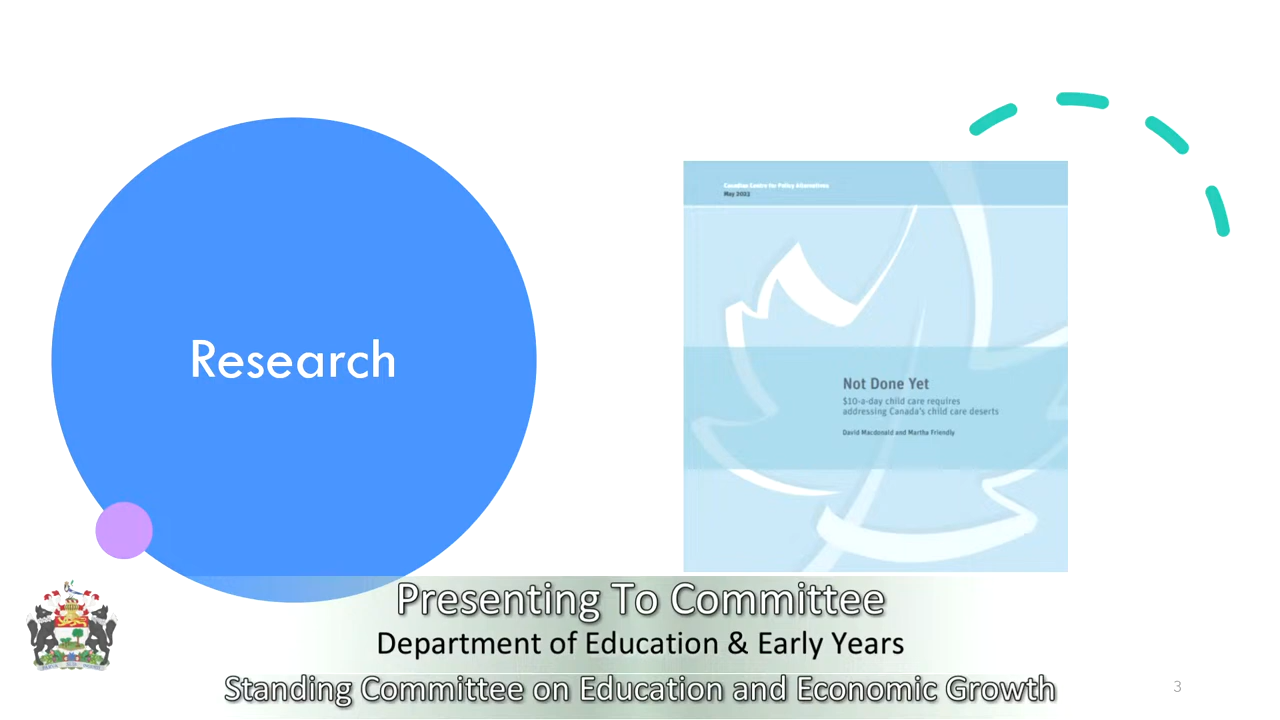 Research
Canadian Centre for Policy Alternatives
May 2023
Not Done Yet
$10-a-day child care requires
addressing Canada's child care deserts
David Macdonald and Martha Friendly
Presenting To Committee
Department of Education & Early Years
Standing Committee on Education and Economic Growth
3